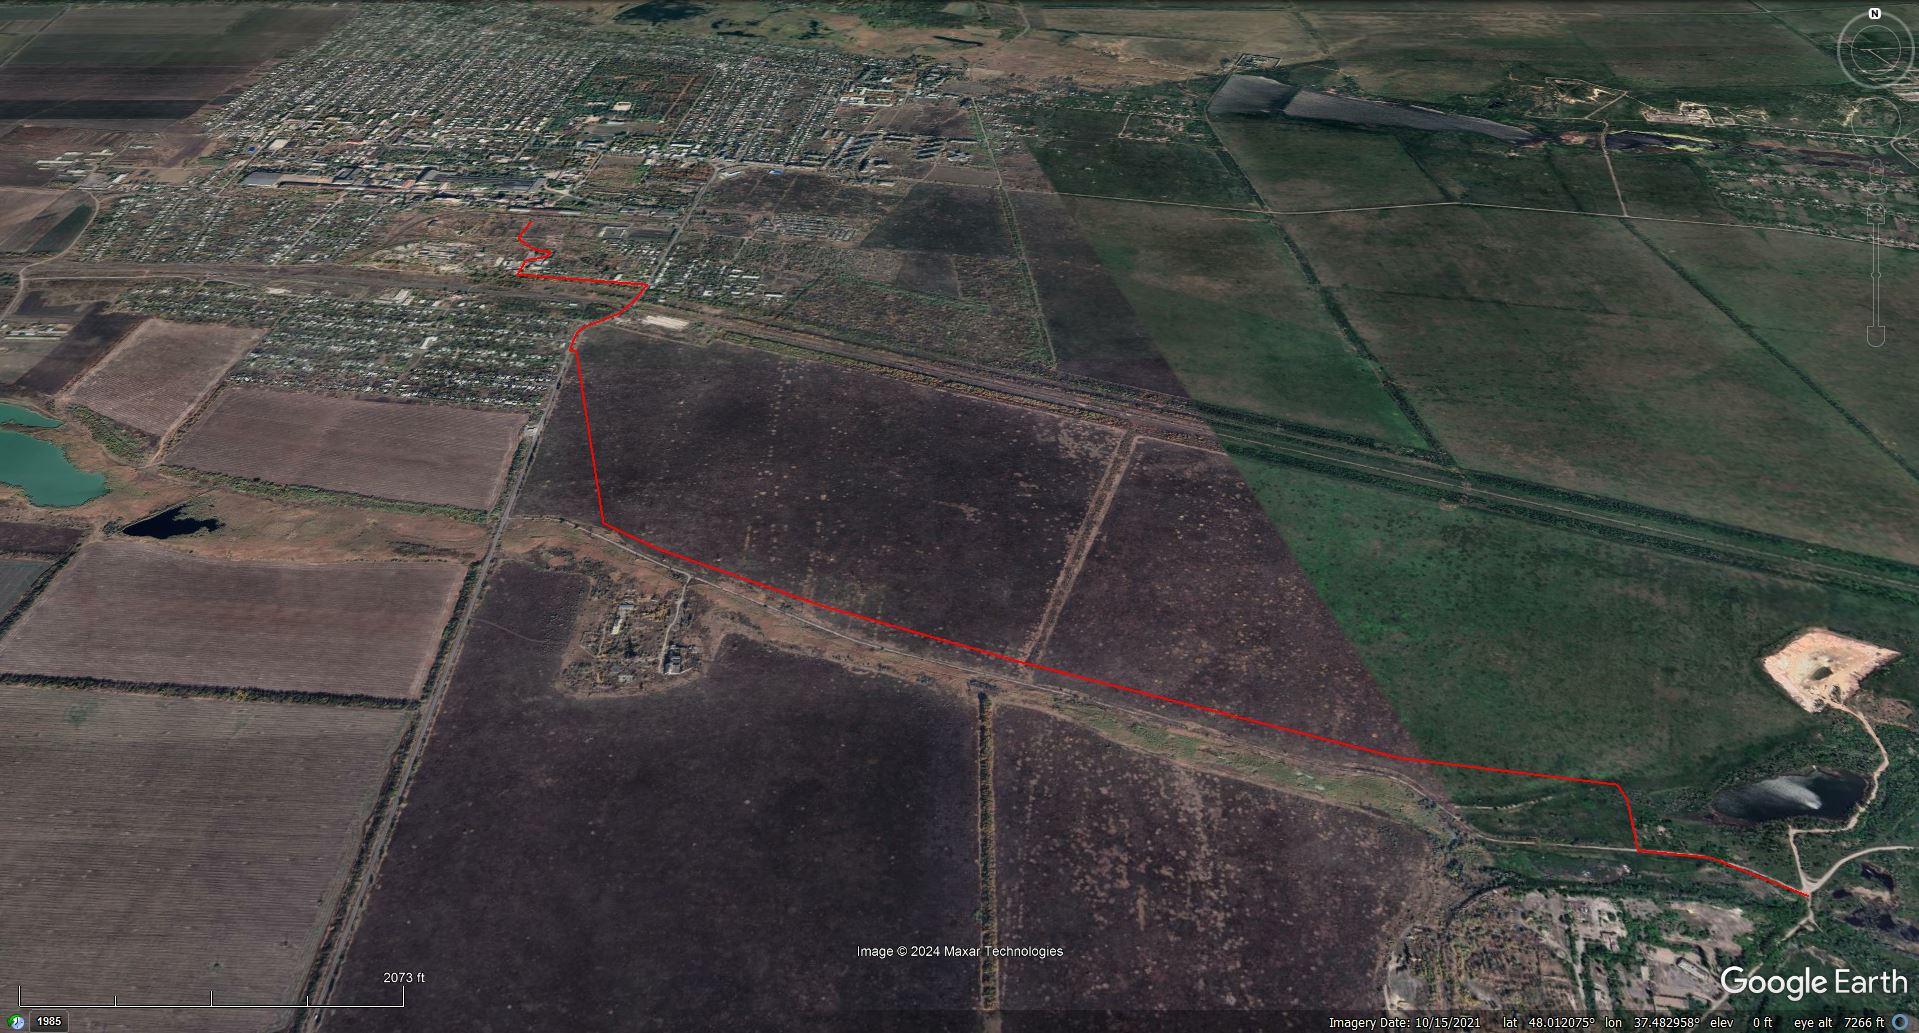 N
Image © 2024 Maxar Technologies
Google Earth
2073 ft
1985
Imagery Date: 10/15/2021 lat 48.012075° lon 37.482958° elev 0 ft eye alt 7266 ft